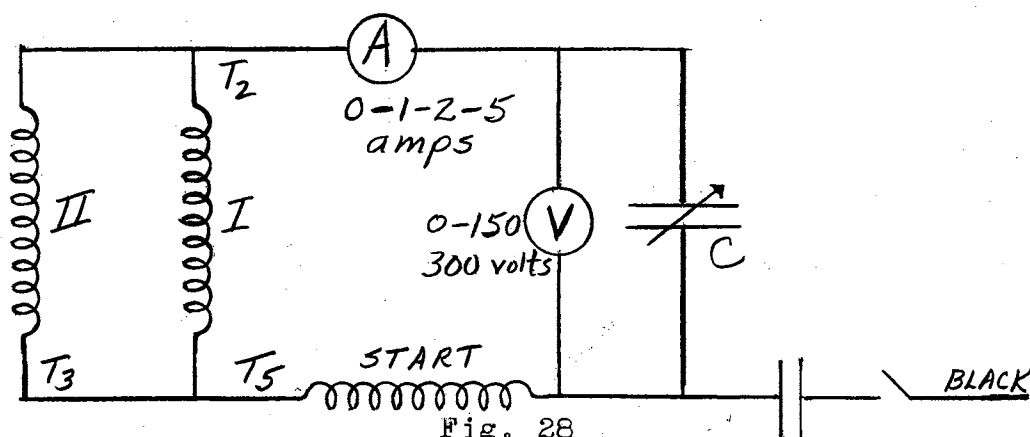 A
T2
0-1-2-5
amps
II
I
0-150
300 volts
V
C
T3
T5
START
BLACK
Fig. 28